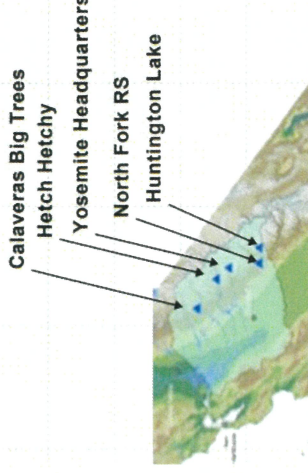 Calaveras Big Trees
Hetch Hetchy
Yosemite Headquarters
North Fork RS
Huntington Lake